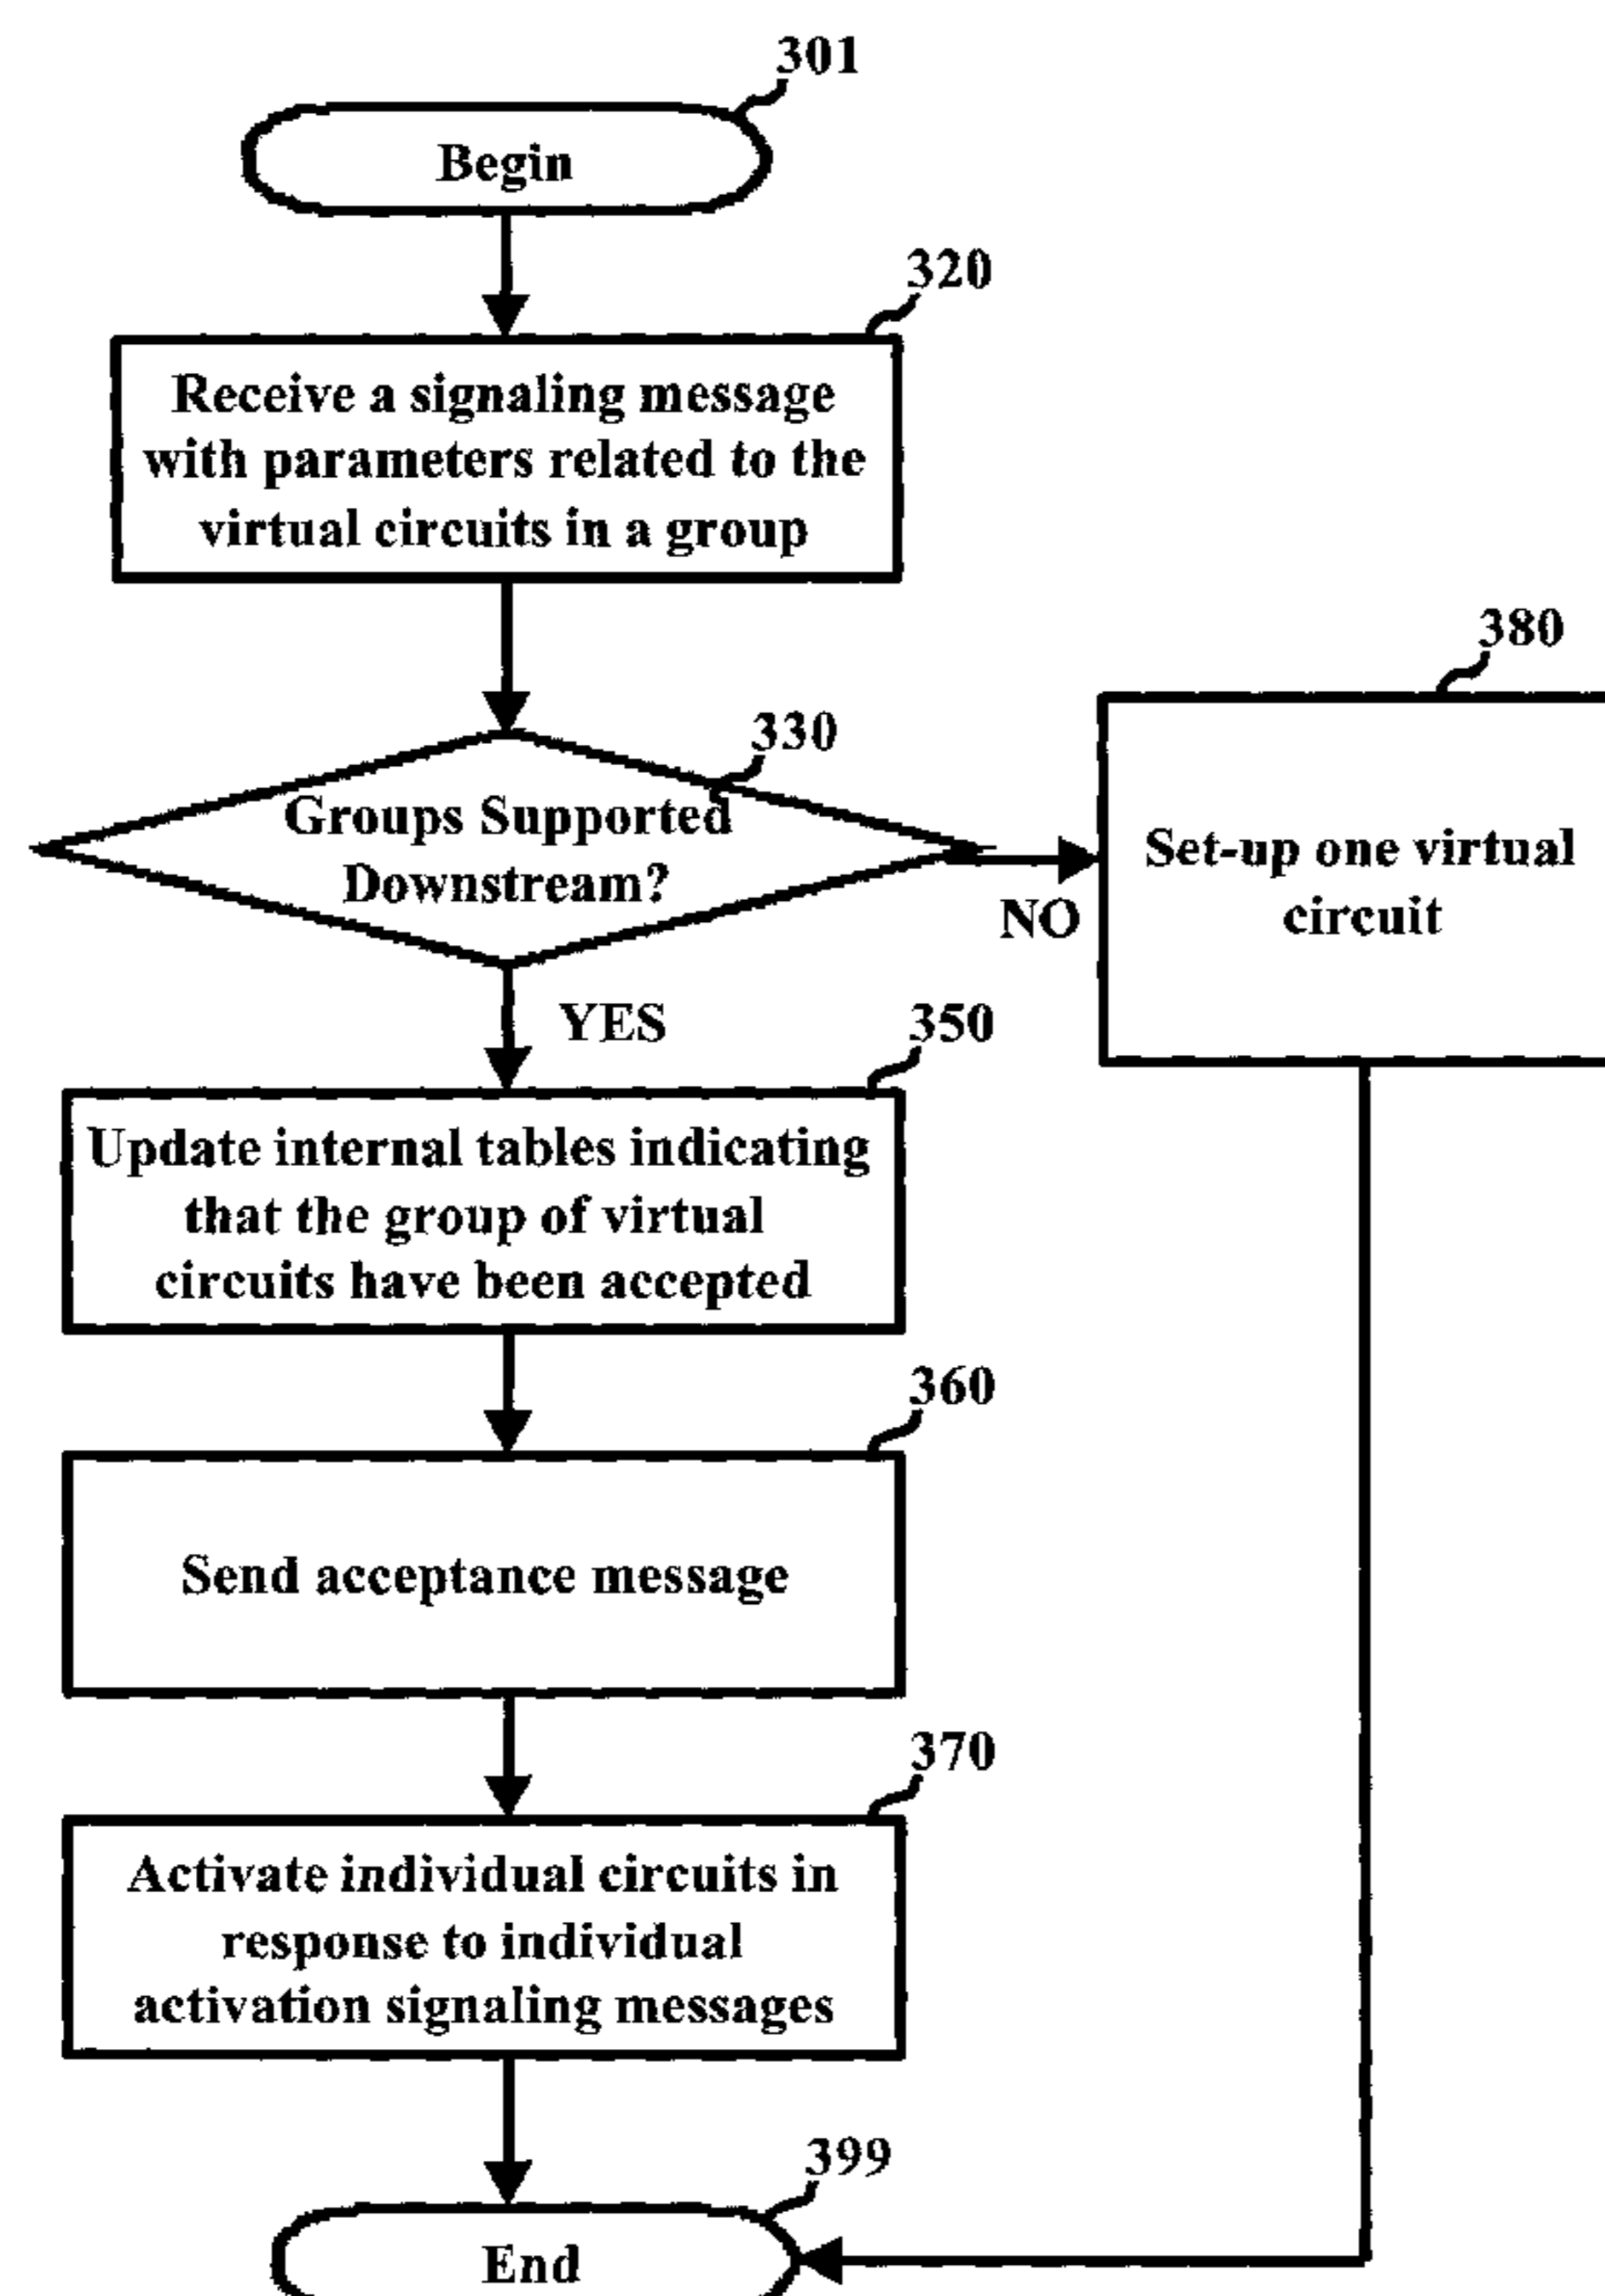 301
Begin
320
Receive a signaling message
with parameters related to the
virtual circuits in a group
330
Groups Supported
Downstream?
NO
380
Set-up one virtual
circuit
YES
350
Update internal tables indicating
that the group of virtual
circuits have been accepted
360
Send acceptance message
370
Activate individual circuits in
response to individual
activation signaling messages
399
End